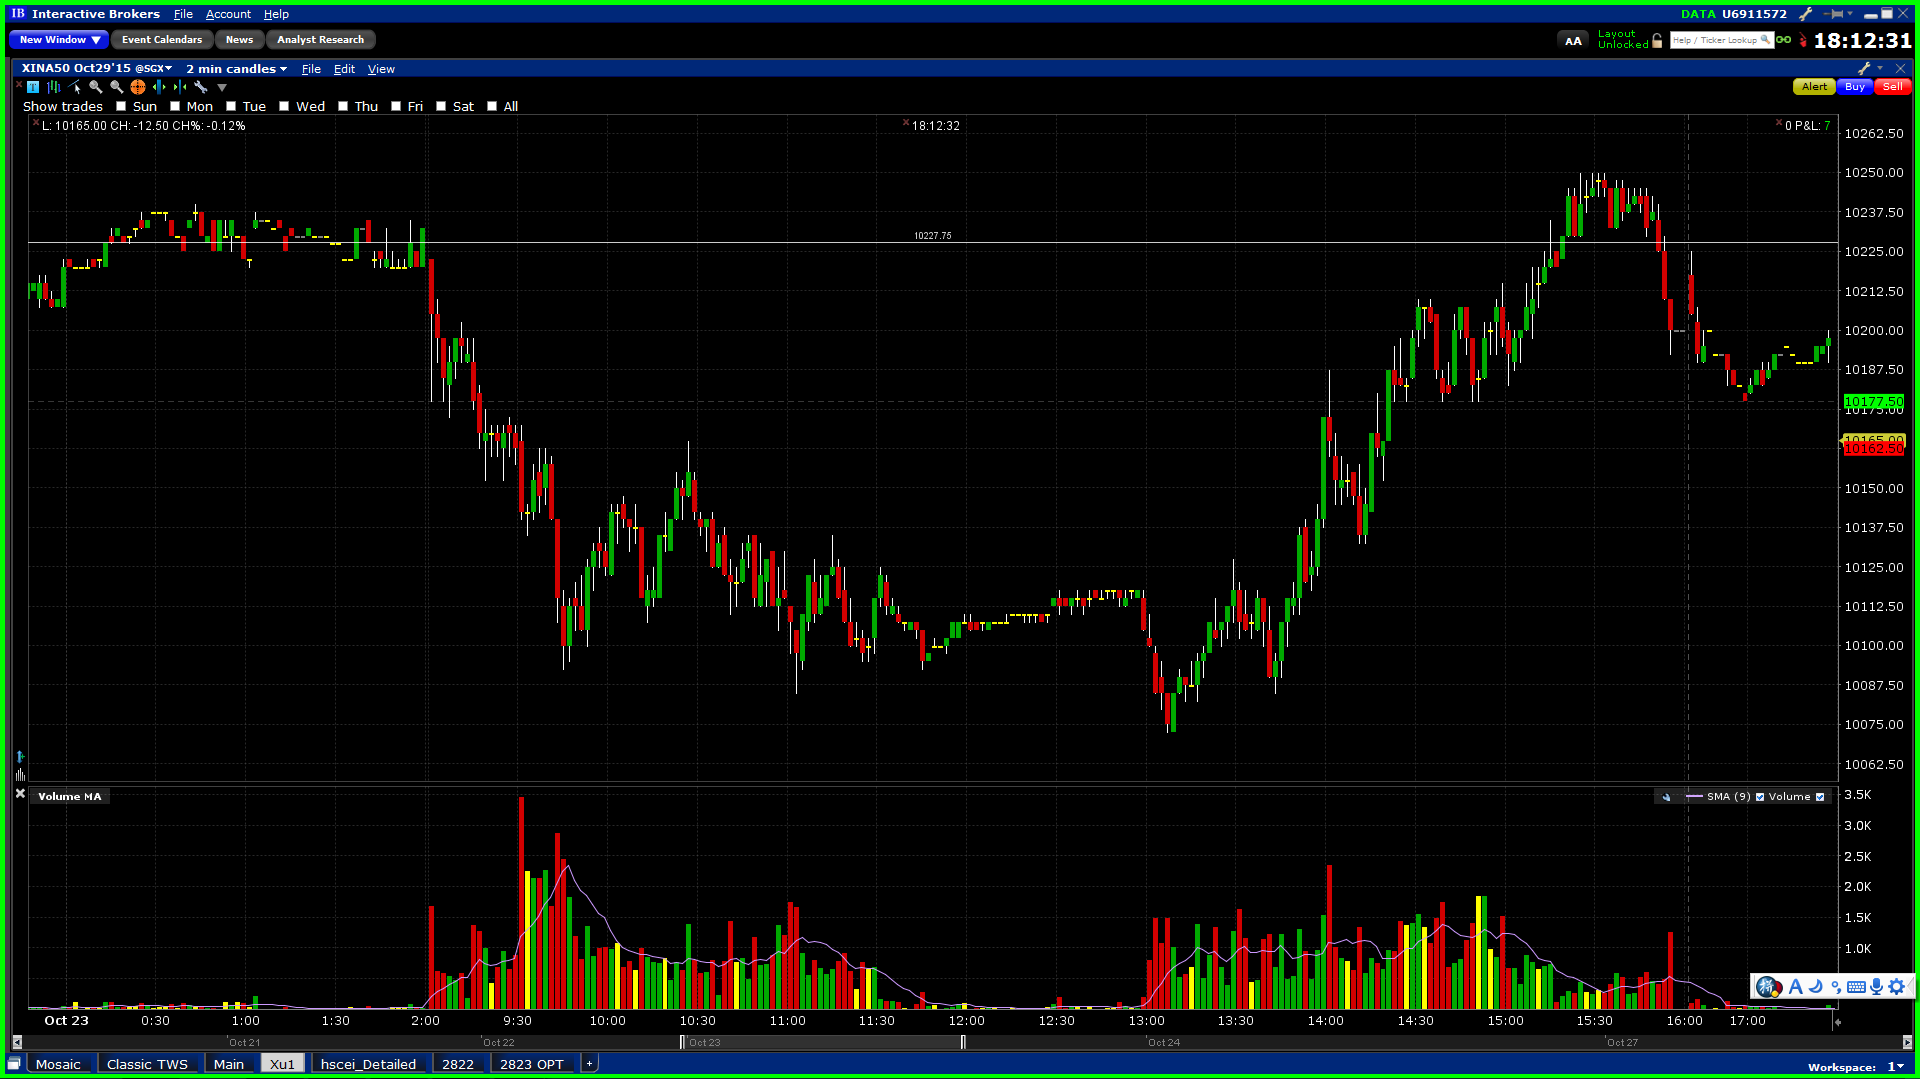 IB Interactive Brokers File Account Help DATA U6911572
New Window ▼ Event Calendars News Analyst Research AA Layout Unlocked Help / Ticker Lookup 18:12:31
XINA50 Oct29'15 @SGX 2 min candles File Edit View
Alert Buy Sell
Show trades Sun Mon Tue Wed Thu Fri Sat All
L: 10165.00 CH: -12.50 CH%: -0.12% 18:12:32 0 P&L: 7
10262.50
10250.00
10237.50
10227.75
10225.00
10212.50
10200.00
10187.50
10177.50
10175.00
10165.00
10162.50
10150.00
10137.50
10125.00
10112.50
10100.00
10087.50
10075.00
10062.50
Volume MA SMA (9) Volume 3.5K
3.0K
2.5K
2.0K
1.5K
1.0K
A
Oct 23 0:30 1:00 1:30 2:00 9:30 10:00 10:30 11:00 11:30 12:00 12:30 13:00 13:30 14:00 14:30 15:00 15:30 16:00 17:00
Oct 21 Oct 22 Oct 23 Oct 24 Oct 27
Mosaic Classic TWS Main Xu1 hscei_Detailed 2822 2823 OPT + Workspace: 1